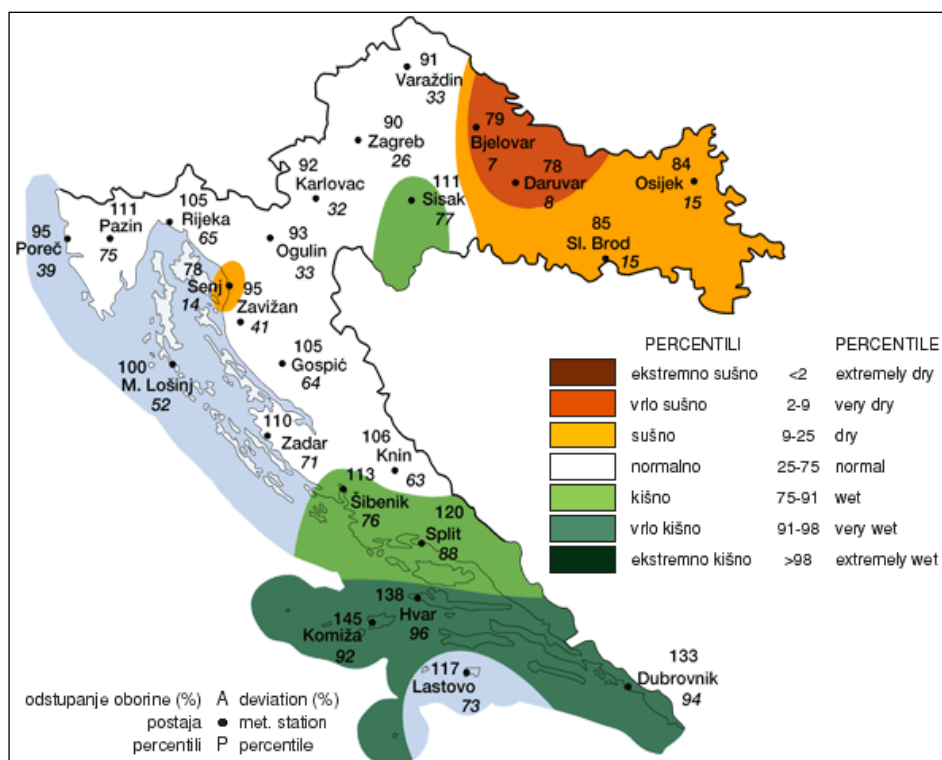 91
Varaždin
33
90
Zagreb
26
79
Bjelovar
7
78
Daruvar
8
84
Osijek
15
92
Karlovac
32
111
Sisak
77
85
Sl. Brod
15
95
Poreč
39
111
Pazin
75
105
Rijeka
65
93
Ogulin
33
78
Senj
14
95
Zavižan
41
105
Gospić
64
100
M. Lošinj
52
110
Zadar
71
106
Knin
63
113
Šibenik
76
120
Split
88
138
Hvar
96
145
Komiža
92
117
Lastovo
73
133
Dubrovnik
94
PERCENTILI PERCENTILE
ekstremno sušno <2 extremely dry
vrlo sušno 2-9 very dry
sušno 9-25 dry
normalno 25-75 normal
kišno 75-91 wet
vrlo kišno 91-98 very wet
ekstremno kišno >98 extremely wet
odstupanje oborine (%) A deviation (%)
postaja ● met. station
percentili P percentile